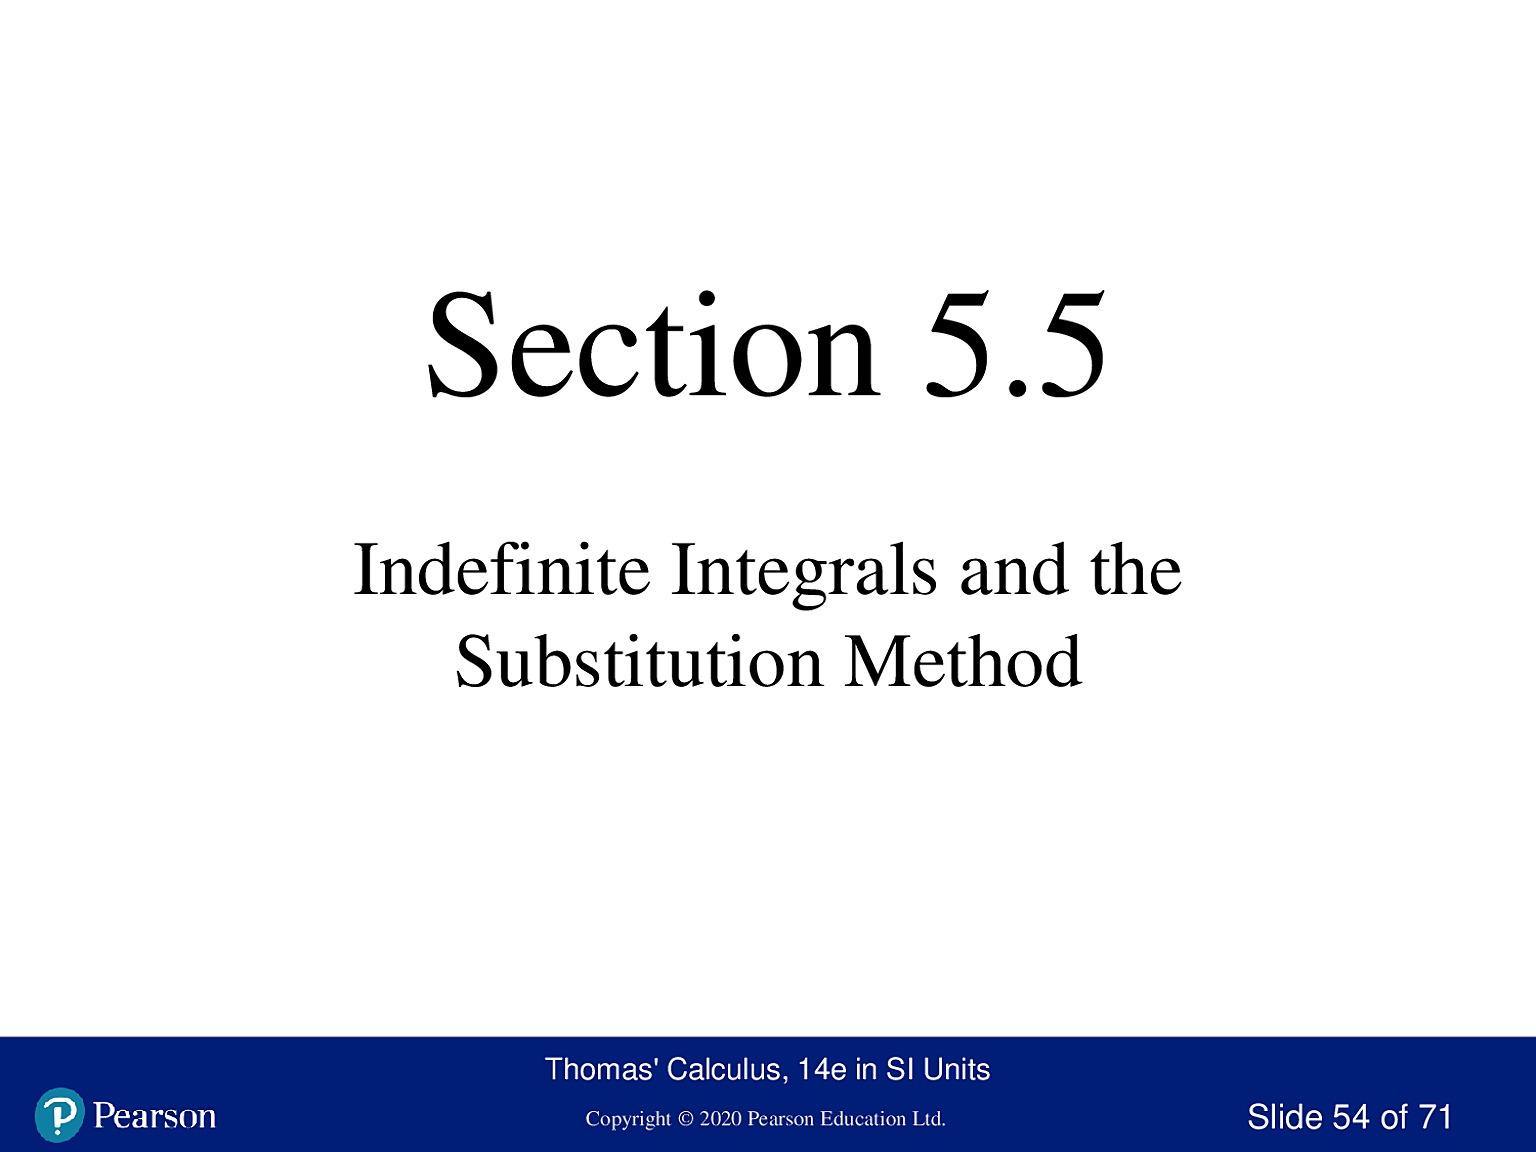 Section 5.5
Indefinite Integrals and the
Substitution Method
Thomas' Calculus, 14e in SI Units
Pearson
Copyright © 2020 Pearson Education Ltd.
Slide 54 of 71